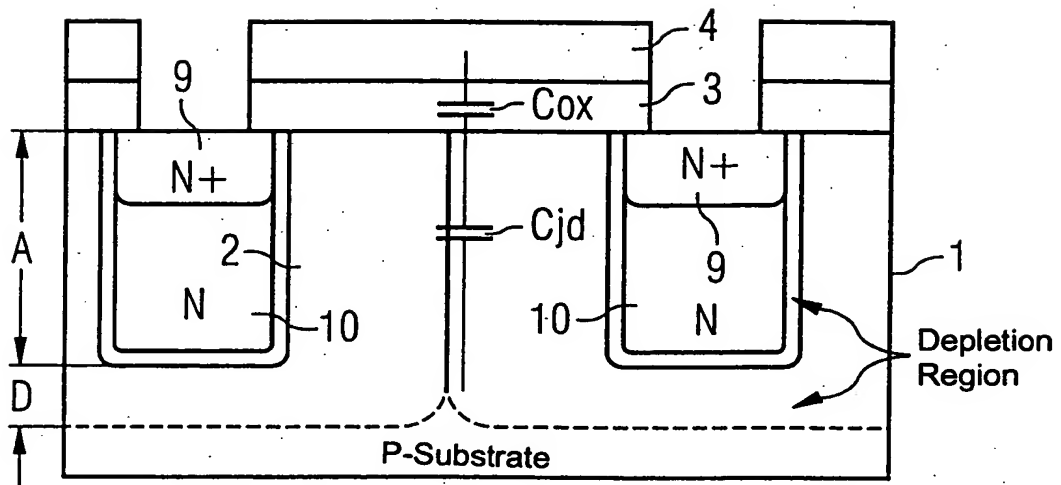 4
9
Cox
3
N+
N+
A
Cjd
2
9
1
N
10
10
N
Depletion
Region
D
P-Substrate